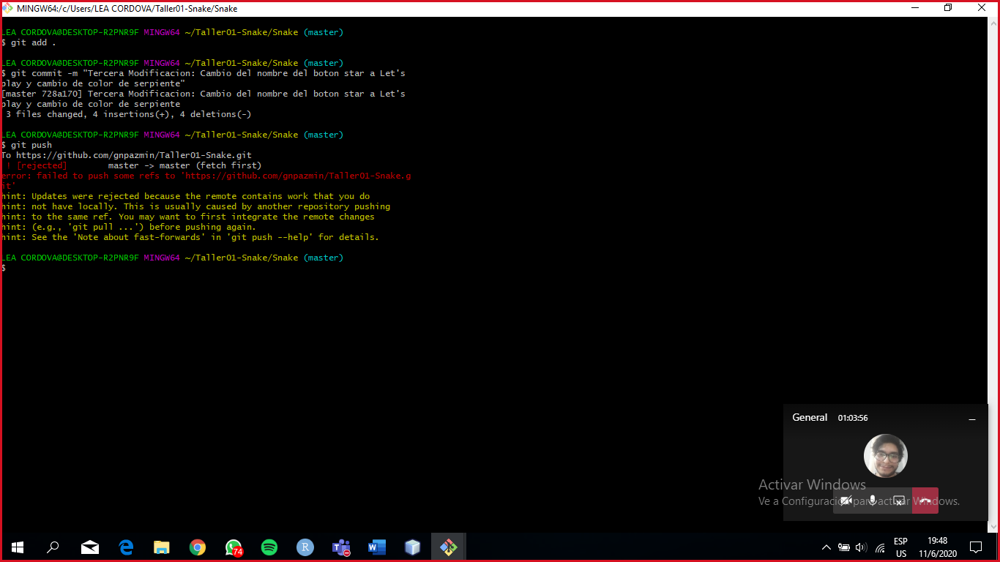 MINGW64:/c/Users/LEA CORDOVA/Taller01-Snake/Snake
LEA CORDOVA@DESKTOP-R2PNR9F MINGW64 ~/Taller01-Snake/Snake (master)
$ git add .
LEA CORDOVA@DESKTOP-R2PNR9F MINGW64 ~/Taller01-Snake/Snake (master)
$ git commit -m "Tercera Modificacion: Cambio del nombre del boton star a Let's
play y cambio de color de serpiente"
[master 728a170] Tercera Modificacion: Cambio del nombre del boton star a Let's
play y cambio de color de serpiente
3 files changed, 4 insertions(+), 4 deletions(-)
LEA CORDOVA@DESKTOP-R2PNR9F MINGW64 ~/Taller01-Snake/Snake (master)
$ git push
To https://github.com/gnpazmin/Taller01-Snake.git
! [rejected]        master -> master (fetch first)
error: failed to push some refs to 'https://github.com/gnpazmin/Taller01-Snake.g
it'
hint: Updates were rejected because the remote contains work that you do
hint: not have locally. This is usually caused by another repository pushing
hint: to the same ref. You may want to first integrate the remote changes
hint: (e.g., 'git pull ...') before pushing again.
hint: See the 'Note about fast-forwards' in 'git push --help' for details.
LEA CORDOVA@DESKTOP-R2PNR9F MINGW64 ~/Taller01-Snake/Snake (master)
$
General 01:03:56
Activar Windows
Ve a Configuración para activar Windows.
74
R
ESP
US
19:48
11/6/2020